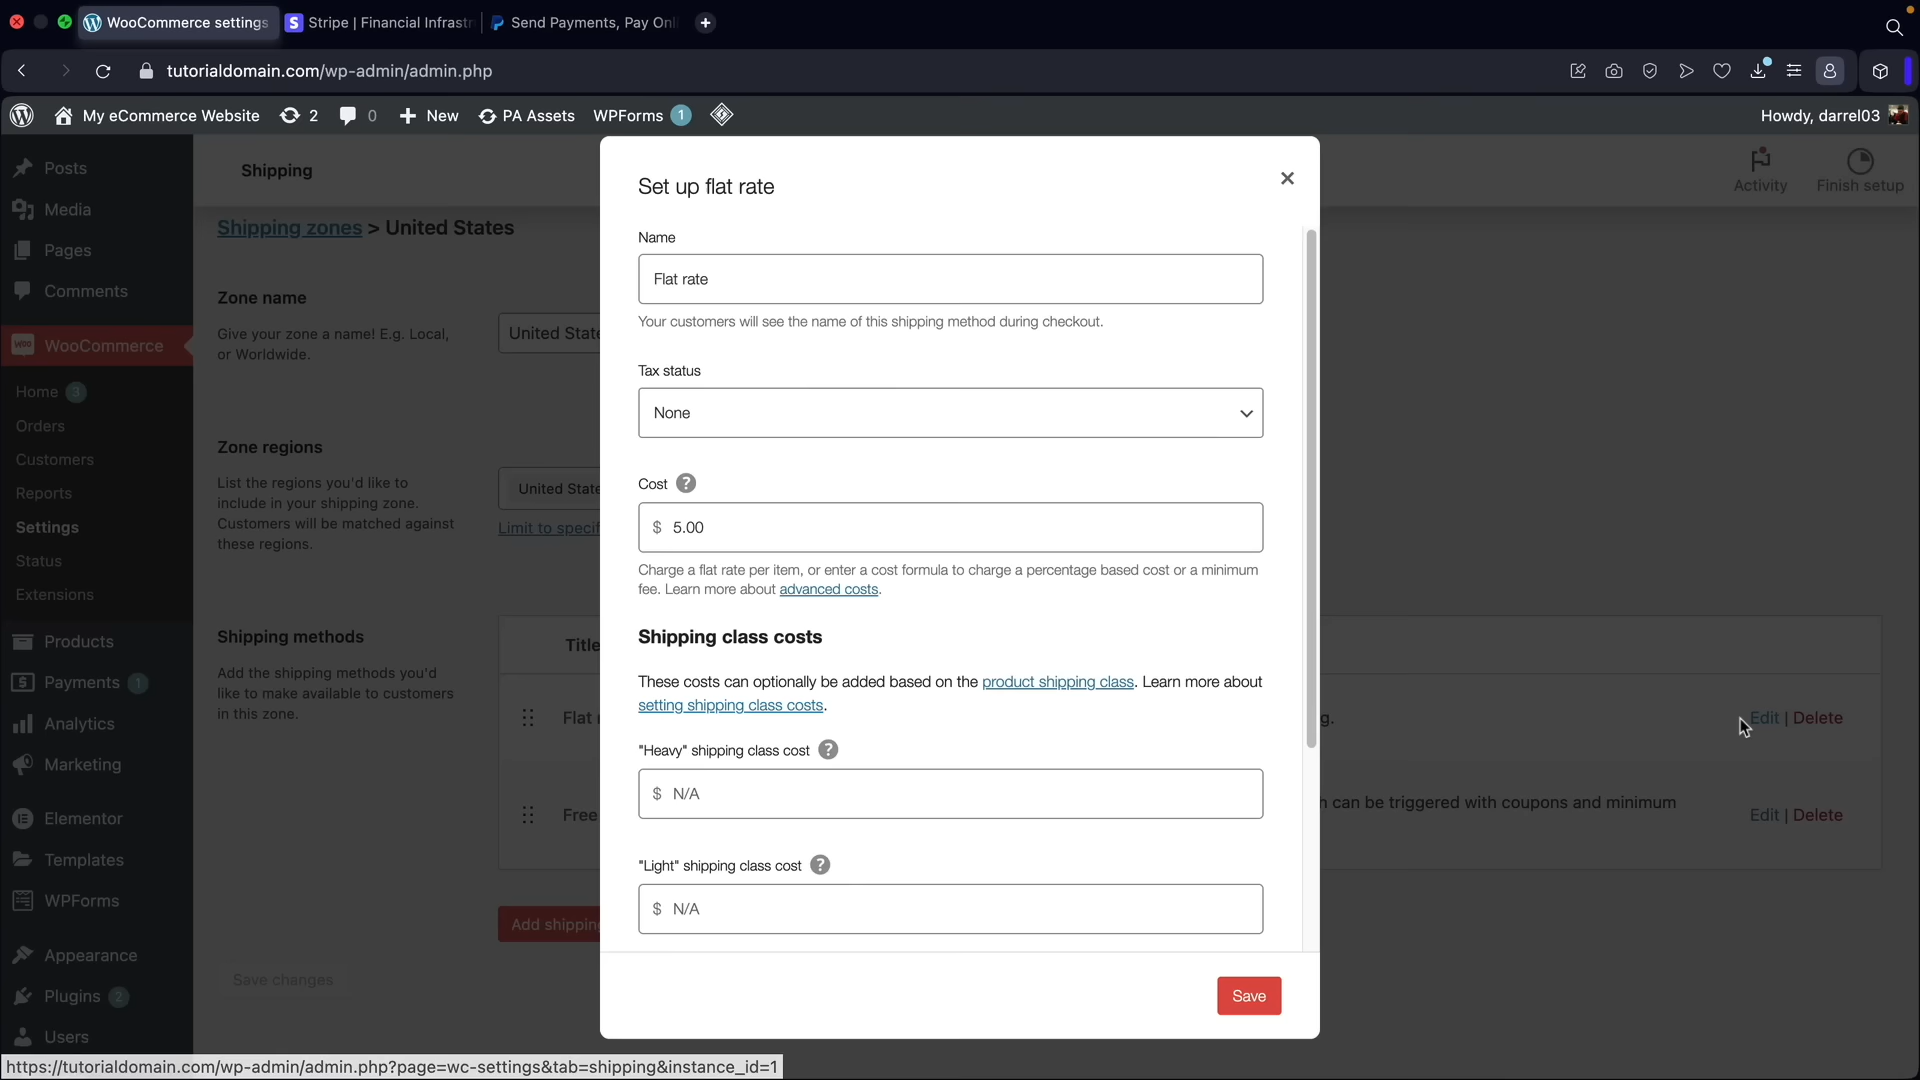 WooCommerce settings
Stripe | Financial Infrastr
Send Payments, Pay Onl
tutorialdomain.com/wp-admin/admin.php
My eCommerce Website
2
0
New
PA Assets
WPForms 1
Howdy, darrel03
Posts
Media
Pages
Comments
WooCommerce
Home 3
Orders
Customers
Reports
Settings
Status
Extensions
Products
Payments 1
Analytics
Marketing
Elementor
Templates
WPForms
Appearance
Plugins 2
Users
Shipping
Activity
Finish setup
Shipping zones > United States
Zone name
Give your zone a name! E.g. Local,
or Worldwide.
United State
Zone regions
List the regions you'd like to
include in your shipping zone.
Customers will be matched against
these regions.
United State
Limit to specif
Shipping methods
Add the shipping methods you'd
like to make available to customers
in this zone.
Title
Flat
g.
Edit | Delete
Free
h can be triggered with coupons and minimum
Edit | Delete
Add shipping
Save changes
Set up flat rate
Name
Flat rate
Your customers will see the name of this shipping method during checkout.
Tax status
None
Cost ?
$ 5.00
Charge a flat rate per item, or enter a cost formula to charge a percentage based cost or a minimum
fee. Learn more about advanced costs.
Shipping class costs
These costs can optionally be added based on the product shipping class. Learn more about
setting shipping class costs.
"Heavy" shipping class cost ?
$ N/A
"Light" shipping class cost ?
$ N/A
Save
https://tutorialdomain.com/wp-admin/admin.php?page=wc-settings&tab=shipping&instance_id=1